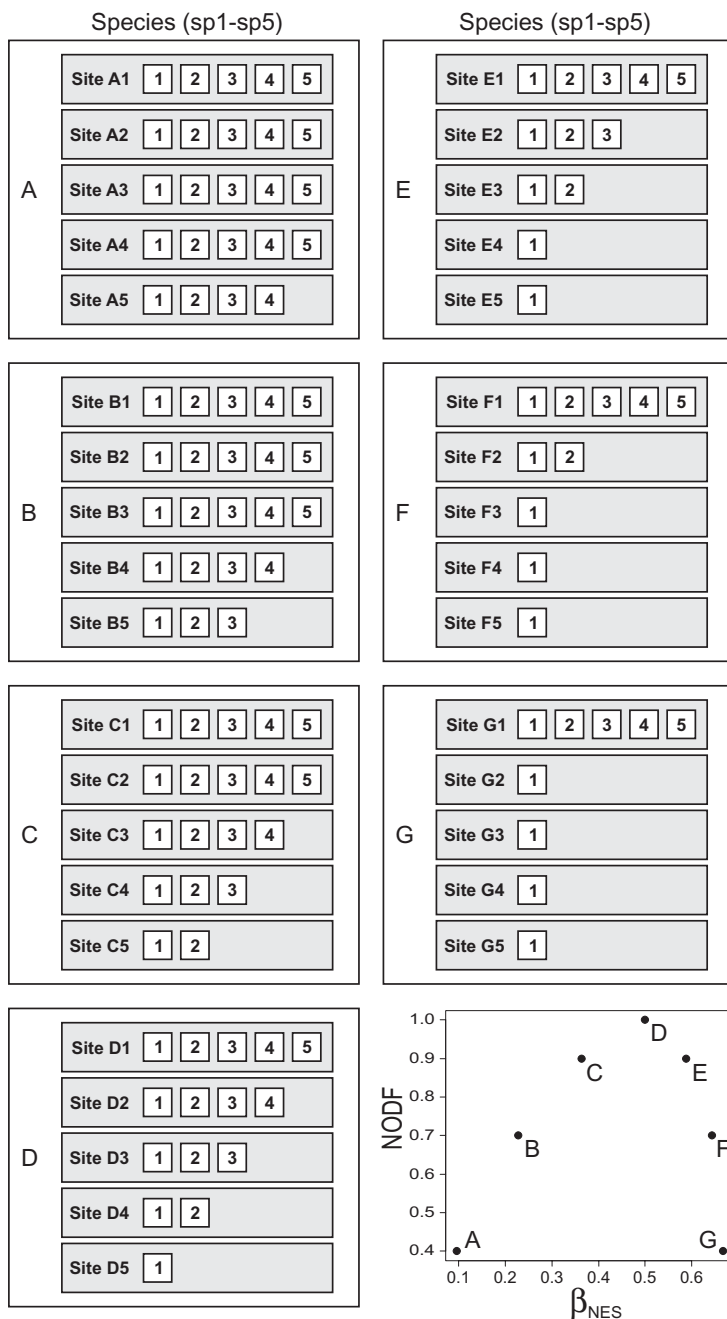 Species (sp1-sp5)
A
Site A1 1 2 3 4 5
Site A2 1 2 3 4 5
Site A3 1 2 3 4 5
Site A4 1 2 3 4 5
Site A5 1 2 3 4
B
Site B1 1 2 3 4 5
Site B2 1 2 3 4 5
Site B3 1 2 3 4 5
Site B4 1 2 3 4
Site B5 1 2 3
C
Site C1 1 2 3 4 5
Site C2 1 2 3 4 5
Site C3 1 2 3 4
Site C4 1 2 3
Site C5 1 2
D
Site D1 1 2 3 4 5
Site D2 1 2 3 4
Site D3 1 2 3
Site D4 1 2
Site D5 1
Species (sp1-sp5)
E
Site E1 1 2 3 4 5
Site E2 1 2 3
Site E3 1 2
Site E4 1
Site E5 1
F
Site F1 1 2 3 4 5
Site F2 1 2
Site F3 1
Site F4 1
Site F5 1
G
Site G1 1 2 3 4 5
Site G2 1
Site G3 1
Site G4 1
Site G5 1
NODF
1.0
0.9
0.8
0.7
0.6
0.5
0.4
A
B
C
D
E
F
G
0.1 0.2 0.3 0.4 0.5 0.6
βNES